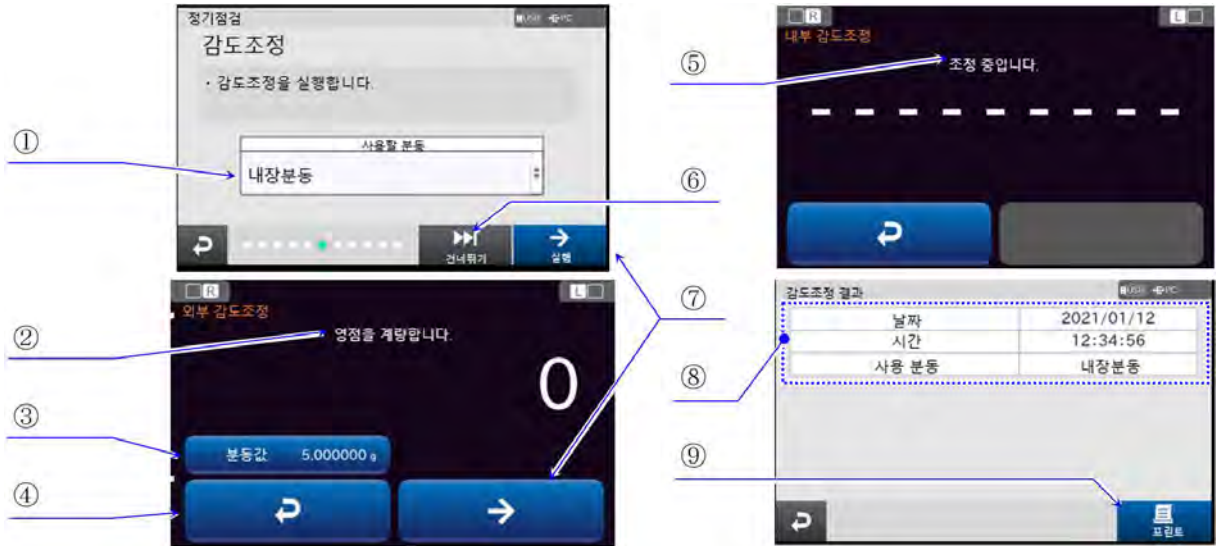 정기점검
USB PC
감도조정
・감도조정을 실행합니다.
①
사용할 분동
내장분동
건너뛰기
실행
외부 감도조정
R
L
②
영점을 계량합니다.
0
③
분동값 5.000000 g
④
R
L
내부 감도조정
⑤
조정 중입니다.
⑥
⑦
감도조정 결과
USB PC
날짜 2021/01/12
시간 12:34:56
사용 분동 내장분동
⑧
⑨
프린트